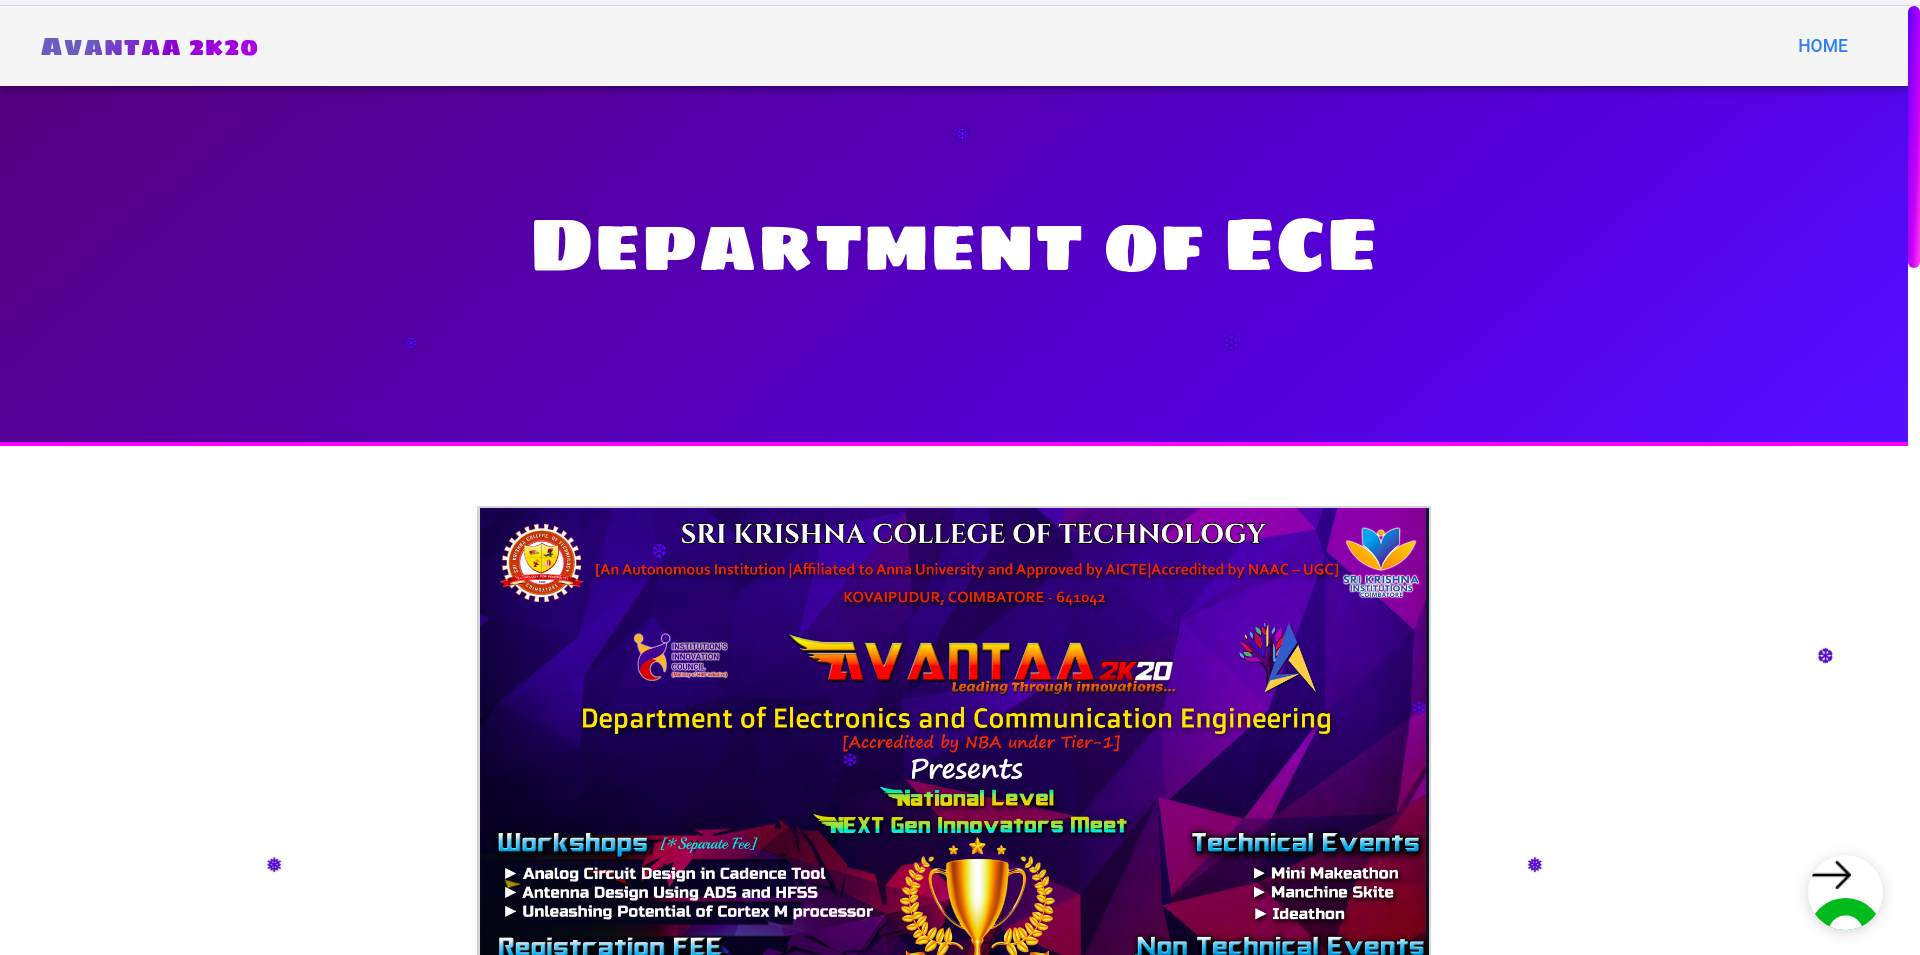 Avantaa 2K20
HOME
Department of ECE
SRI KRISHNA COLLEGE OF TECHNOLOGY
[An Autonomous Institution |Affiliated to Anna University and Approved by AICTE|Accredited by NAAC – UGC]
KOVAIPUDUR, COIMBATORE - 641042
SRI KRISHNA
INSTITUTIONS
COIMBATORE
INSTITUTION'S
INNOVATION
COUNCIL
AVANTAA 2K20
Leading Through innovations...
Department of Electronics and Communication Engineering
[Accredited by NBA under Tier-1]
Presents
National Level
NEXT Gen Innovators Meet
Workshops [*Separate Fee]
► Analog Circuit Design in Cadence Tool
► Antenna Design Using ADS and HFSS
► Unleashing Potential of Cortex M processor
Technical Events
► Mini Makeathon
► Manchine Skite
► Ideathon
Registration FEE
Non Technical Events